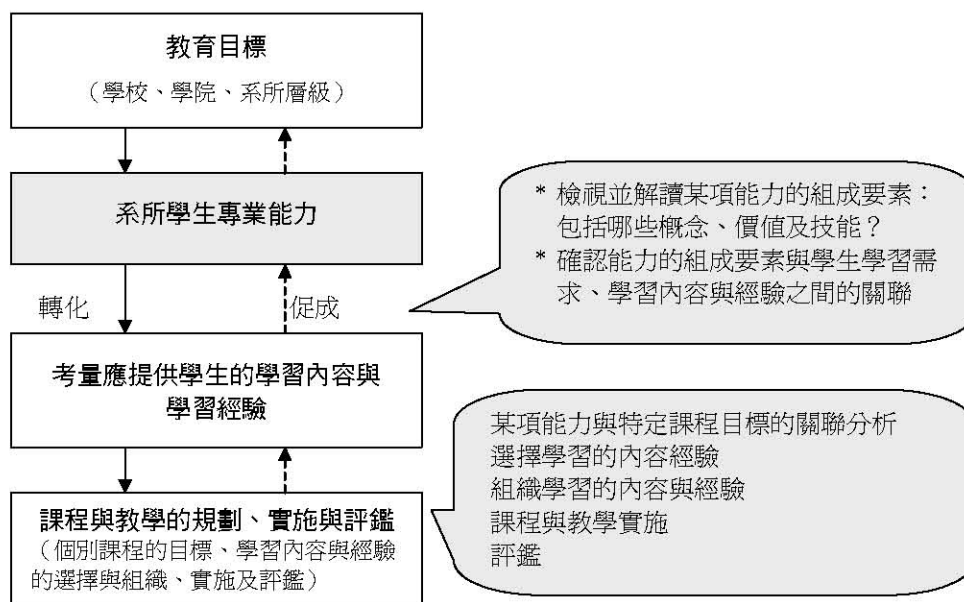 教育目標
（學校、學院、系所層級）
系所學生專業能力
* 檢視並解讀某項能力的組成要素：
包括哪些概念、價值及技能？
* 確認能力的組成要素與學生學習需
求、學習內容與經驗之間的關聯
轉化
促成
考量應提供學生的學習內容與
學習經驗
某項能力與特定課程目標的關聯分析
選擇學習的內容經驗
組織學習的內容與經驗
課程與教學實施
評鑑
課程與教學的規劃、實施與評鑑
（個別課程的目標、學習內容與經驗
的選擇與組織、實施及評鑑）